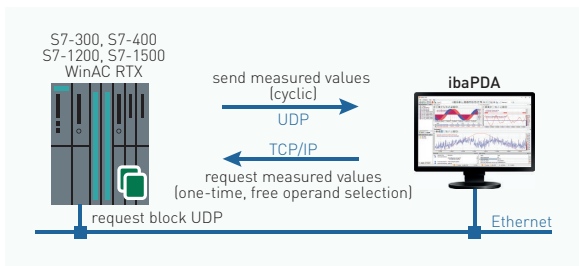 S7-300, S7-400
S7-1200, S7-1500
WinAC RTX
send measured values
(cyclic)
UDP
ibaPDA
TCP/IP
request measured values
(one-time, free operand selection)
request block UDP
Ethernet